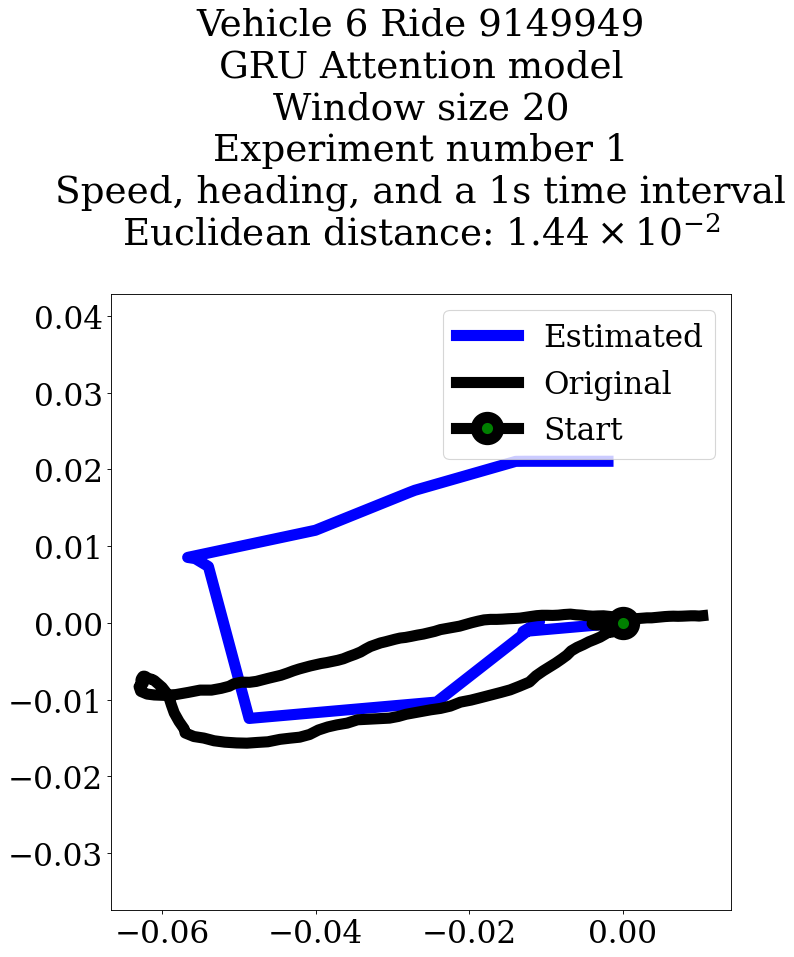 Vehicle 6 Ride 9149949
GRU Attention model
Window size 20
Experiment number 1
Speed, heading, and a 1s time interval
Euclidean distance: 1.44 × 10⁻²
Estimated
Original
Start
0.04
0.03
0.02
0.01
0.00
−0.01
−0.02
−0.03
−0.06 −0.04 −0.02 0.00